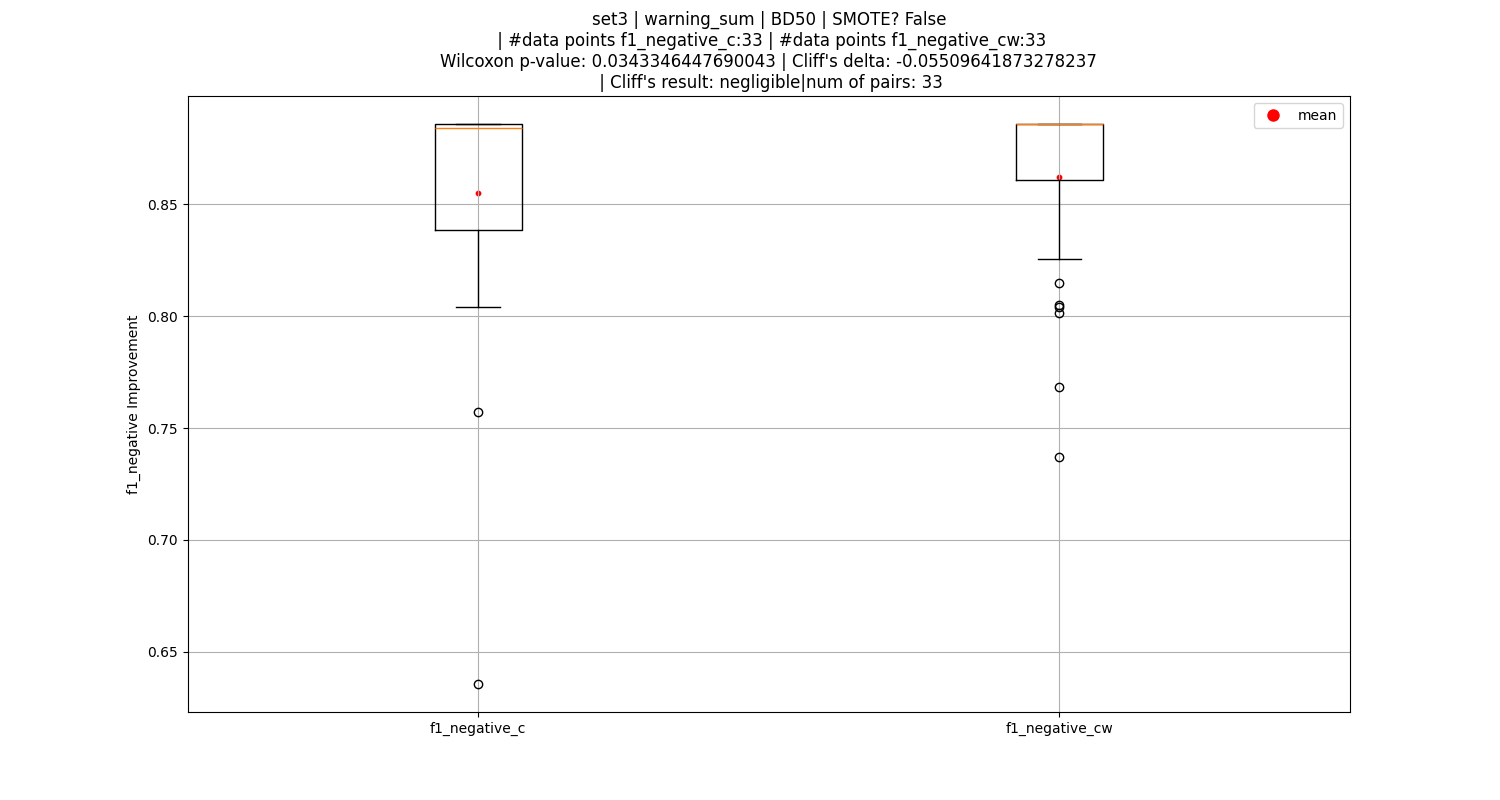 set3 | warning_sum | BD50 | SMOTE? False
| #data points f1_negative_c:33 | #data points f1_negative_cw:33
Wilcoxon p-value: 0.0343346447690043 | Cliff's delta: -0.05509641873278237
| Cliff's result: negligible|num of pairs: 33
mean
0.85
0.80
0.75
0.70
0.65
f1_negative Improvement
f1_negative_c
f1_negative_cw